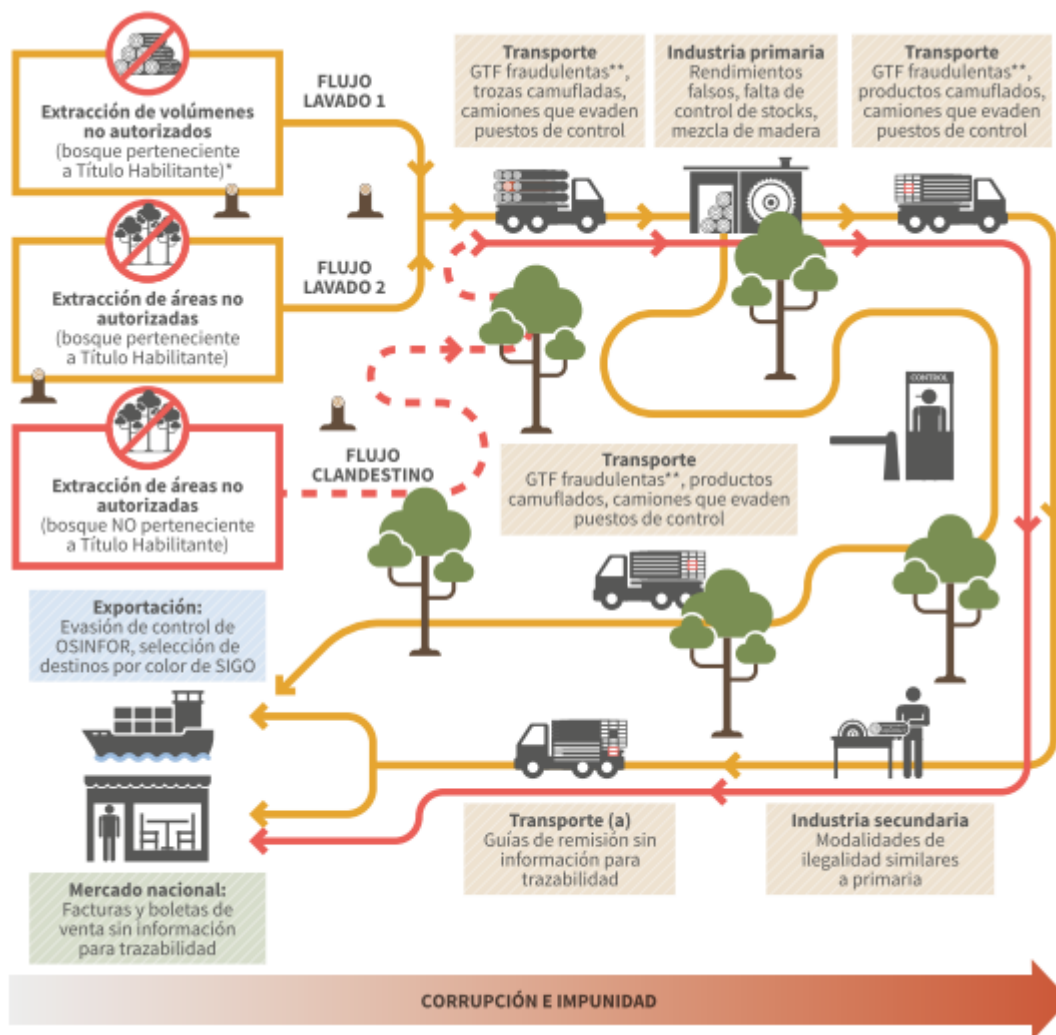 Extracción de volúmenes
no autorizados
(bosque perteneciente
a Título Habilitante)*
FLUJO
LAVADO 1
Transporte
GTF fraudulentas**,
trozas camufladas,
camiones que evaden
puestos de control
Industria primaria
Rendimientos
falsos, falta de
control de stocks,
mezcla de madera
Transporte
GTF fraudulentas**,
productos camuflados,
camiones que evaden
puestos de control
Extracción de áreas no
autorizadas
(bosque perteneciente
a Título Habilitante)
FLUJO
LAVADO 2
CONTROL
Extracción de áreas no
autorizadas
(bosque NO perteneciente
a Título Habilitante)
FLUJO
CLANDESTINO
Transporte
GTF fraudulentas**, productos
camuflados, camiones que evaden
puestos de control
Exportación:
Evasión de control de
OSINFOR, selección de
destinos por color de SIGO
Transporte (a)
Guías de remisión sin
información para
trazabilidad
Industria secundaria
Modalidades de
ilegalidad similares
a primaria
Mercado nacional:
Facturas y boletas de
venta sin información
para trazabilidad
CORRUPCIÓN E IMPUNIDAD